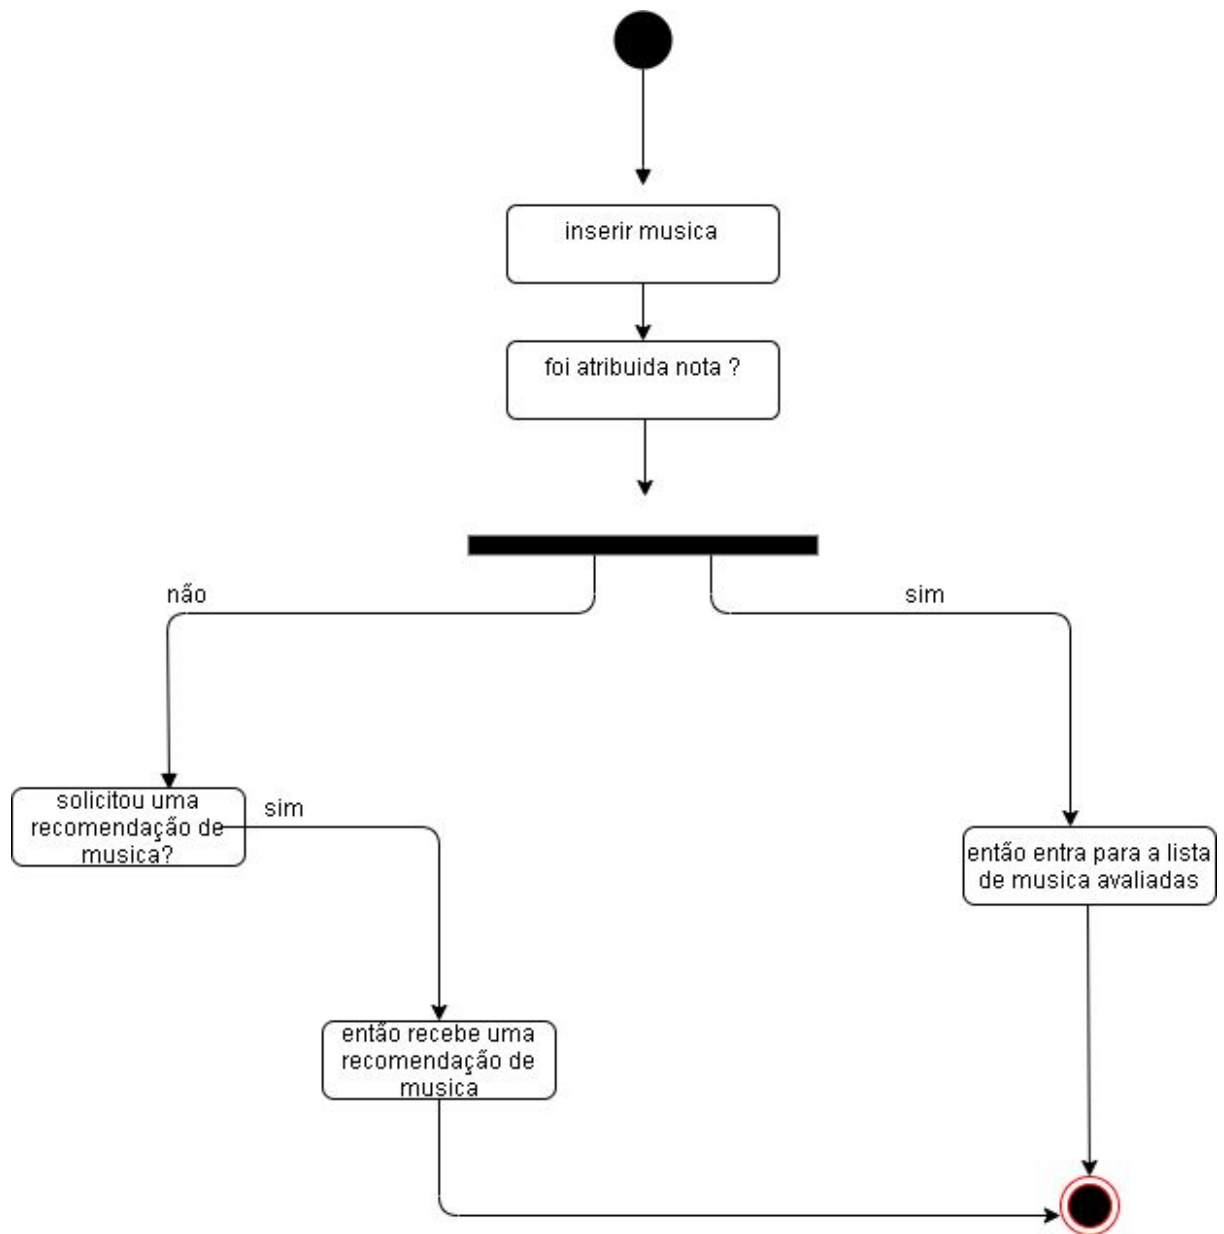 inserir musica
foi atribuida nota ?
não
sim
solicitou uma
recomendação de
musica?
sim
então entra para a lista
de musica avaliadas
então recebe uma
recomendação de
musica